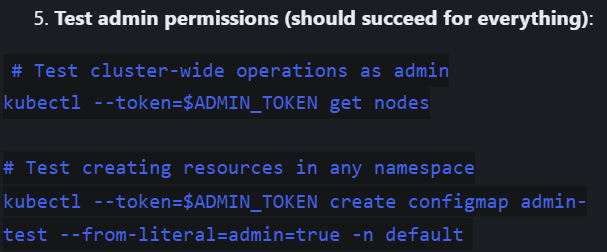 5. Test admin permissions (should succeed for everything):
# Test cluster-wide operations as admin
kubectl --token=$ADMIN_TOKEN get nodes
# Test creating resources in any namespace
kubectl --token=$ADMIN_TOKEN create configmap admin-
test --from-literal=admin=true -n default